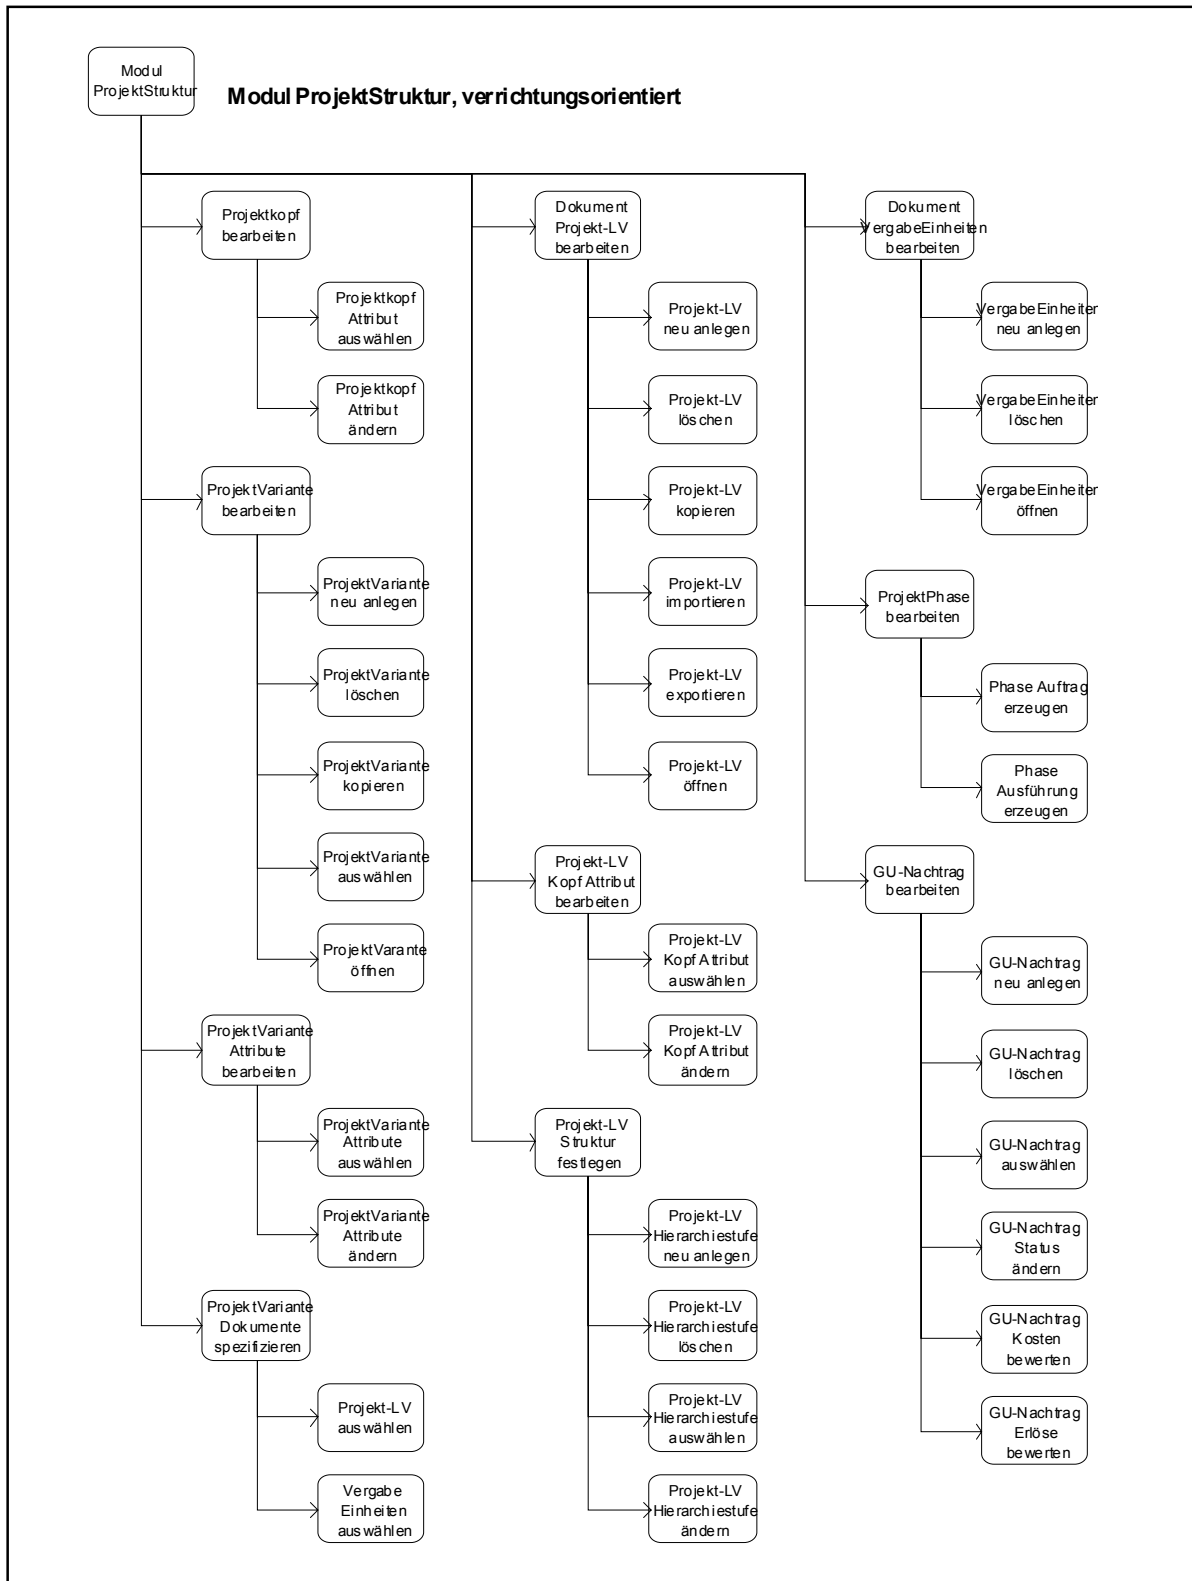 Modul
ProjektStruktur
Modul ProjektStruktur, verrichtungsorientiert
Projektkopf
bearbeiten
Projektkopf
Attribut
auswählen
Projektkopf
Attribut
ändern
ProjektVariante
bearbeiten
ProjektVariante
neu anlegen
ProjektVariante
löschen
ProjektVariante
kopieren
ProjektVariante
auswählen
ProjektVarante
öffnen
ProjektVariante
Attribute
bearbeiten
ProjektVariante
Attribute
auswählen
ProjektVariante
Attribute
ändern
ProjektVariante
Dokumente
spezifizieren
Projekt-LV
auswählen
Vergabe
Einheiten
auswählen
Dokument
Projekt-LV
bearbeiten
Projekt-LV
neu anlegen
Projekt-LV
löschen
Projekt-LV
kopieren
Projekt-LV
importieren
Projekt-LV
exportieren
Projekt-LV
öffnen
Projekt-LV
Kopf Attribut
bearbeiten
Projekt-LV
Kopf Attribut
auswählen
Projekt-LV
Kopf Attribut
ändern
Projekt-LV
Struktur
festlegen
Projekt-LV
Hierarchiestufe
neu anlegen
Projekt-LV
Hierarchiestufe
löschen
Projekt-LV
Hierarchiestufe
auswählen
Projekt-LV
Hierarchiestufe
ändern
Dokument
VergabeEinheiten
bearbeiten
VergabeEinheiten
neu anlegen
VergabeEinheiten
löschen
VergabeEinheiten
öffnen
ProjektPhase
bearbeiten
Phase Auftrag
erzeugen
Phase
Ausführung
erzeugen
GU-Nachtrag
bearbeiten
GU-Nachtrag
neu anlegen
GU-Nachtrag
löschen
GU-Nachtrag
auswählen
GU-Nachtrag
Status
ändern
GU-Nachtrag
Kosten
bewerten
GU-Nachtrag
Erlöse
bewerten